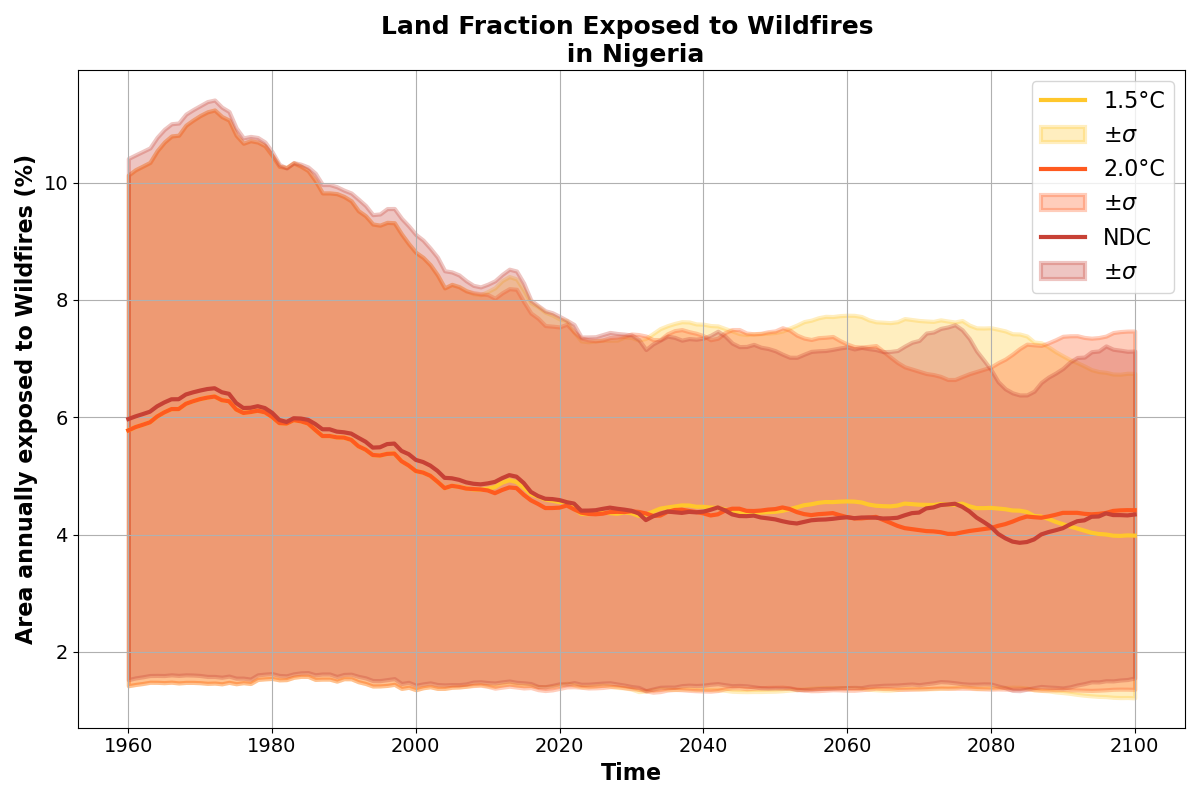 Land Fraction Exposed to Wildfires
in Nigeria
Area annually exposed to Wildfires (%)
10
8
6
4
2
1.5°C
±σ
2.0°C
±σ
NDC
±σ
1960 1980 2000 2020 2040 2060 2080 2100
Time